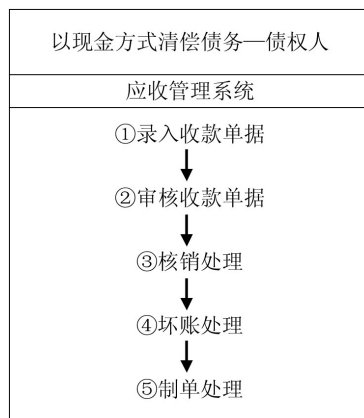 以现金方式清偿债务—债权人
应收管理系统
①录入收款单据
②审核收款单据
③核销处理
④坏账处理
⑤制单处理